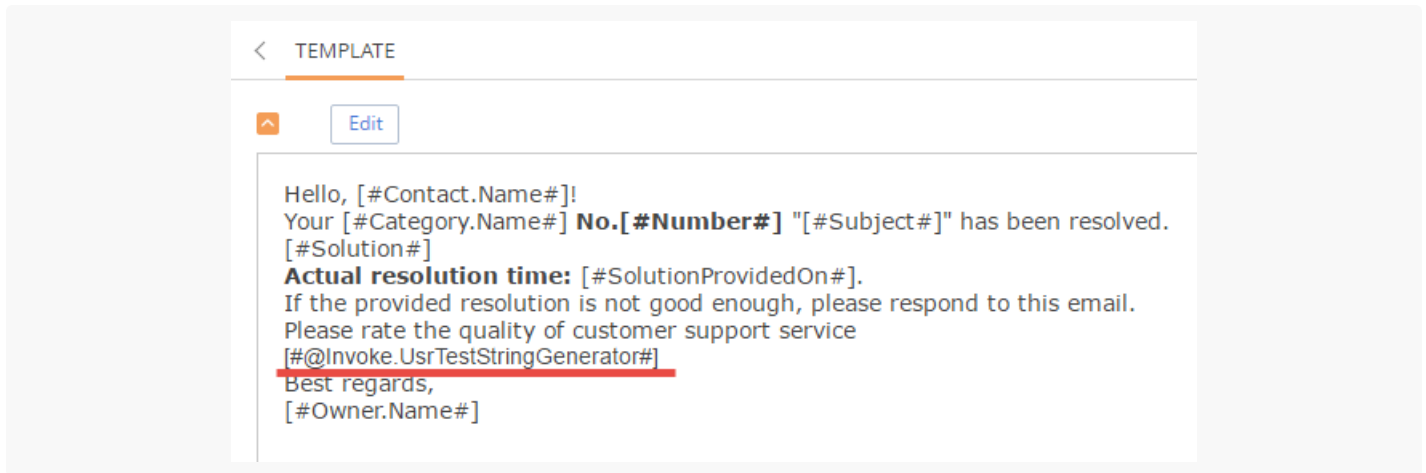 TEMPLATE
Edit
Hello, [#Contact.Name#]!
Your [#Category.Name#] No.[#Number#] "[#Subject#]" has been resolved.
[#Solution#]
Actual resolution time: [#SolutionProvidedOn#].
If the provided resolution is not good enough, please respond to this email.
Please rate the quality of customer support service
[#@Invoke.UsrTestStringGenerator#]
Best regards,
[#Owner.Name#]